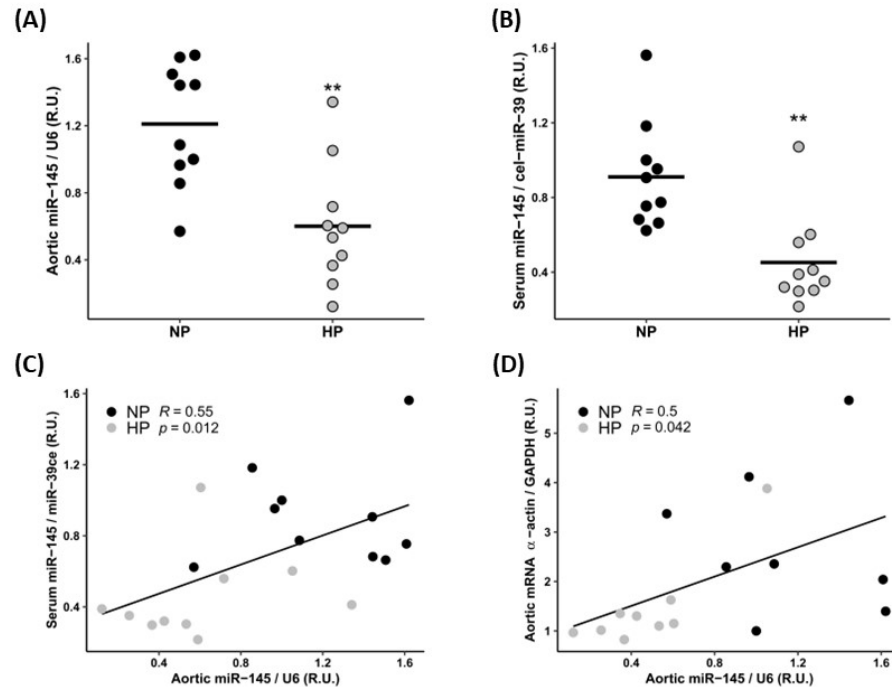 (A)
Aortic miR−145 / U6 (R.U.)
1.6
1.2
0.8
0.4
**
NP
HP
(B)
Serum miR−145 / cel−miR−39
1.6
1.2
0.8
0.4
**
NP
HP
(C)
Serum miR−145 / miR−39ce (R.U.)
1.6
1.2
0.8
0.4
NP R = 0.55
HP p = 0.012
0.4
0.8
1.2
1.6
Aortic miR−145 / U6 (R.U.)
(D)
Aortic mRNA α−actin / GAPDH (R.U.)
5
4
3
2
1
NP R = 0.5
HP p = 0.042
0.4
0.8
1.2
1.6
Aortic miR−145 / U6 (R.U.)